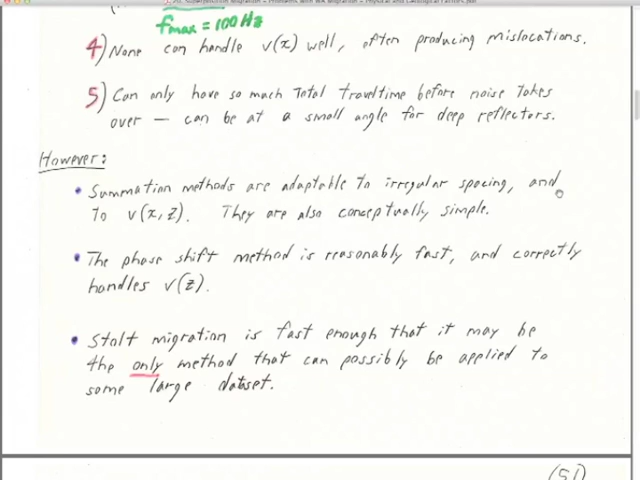 fmax = 100 Hz
4) None can handle v(x) well, often producing mislocations.
5) Can only have so much total traveltime before noise takes
over — can be at a small angle for deep reflectors.
However:
• Summation methods are adaptable to irregular spacing, and
to v(x,z). They are also conceptually simple.
• The phase shift method is reasonably fast, and correctly
handles v(z).
• Stolt migration is fast enough that it may be
the only method that can possibly be applied to
some large dataset.
(51)